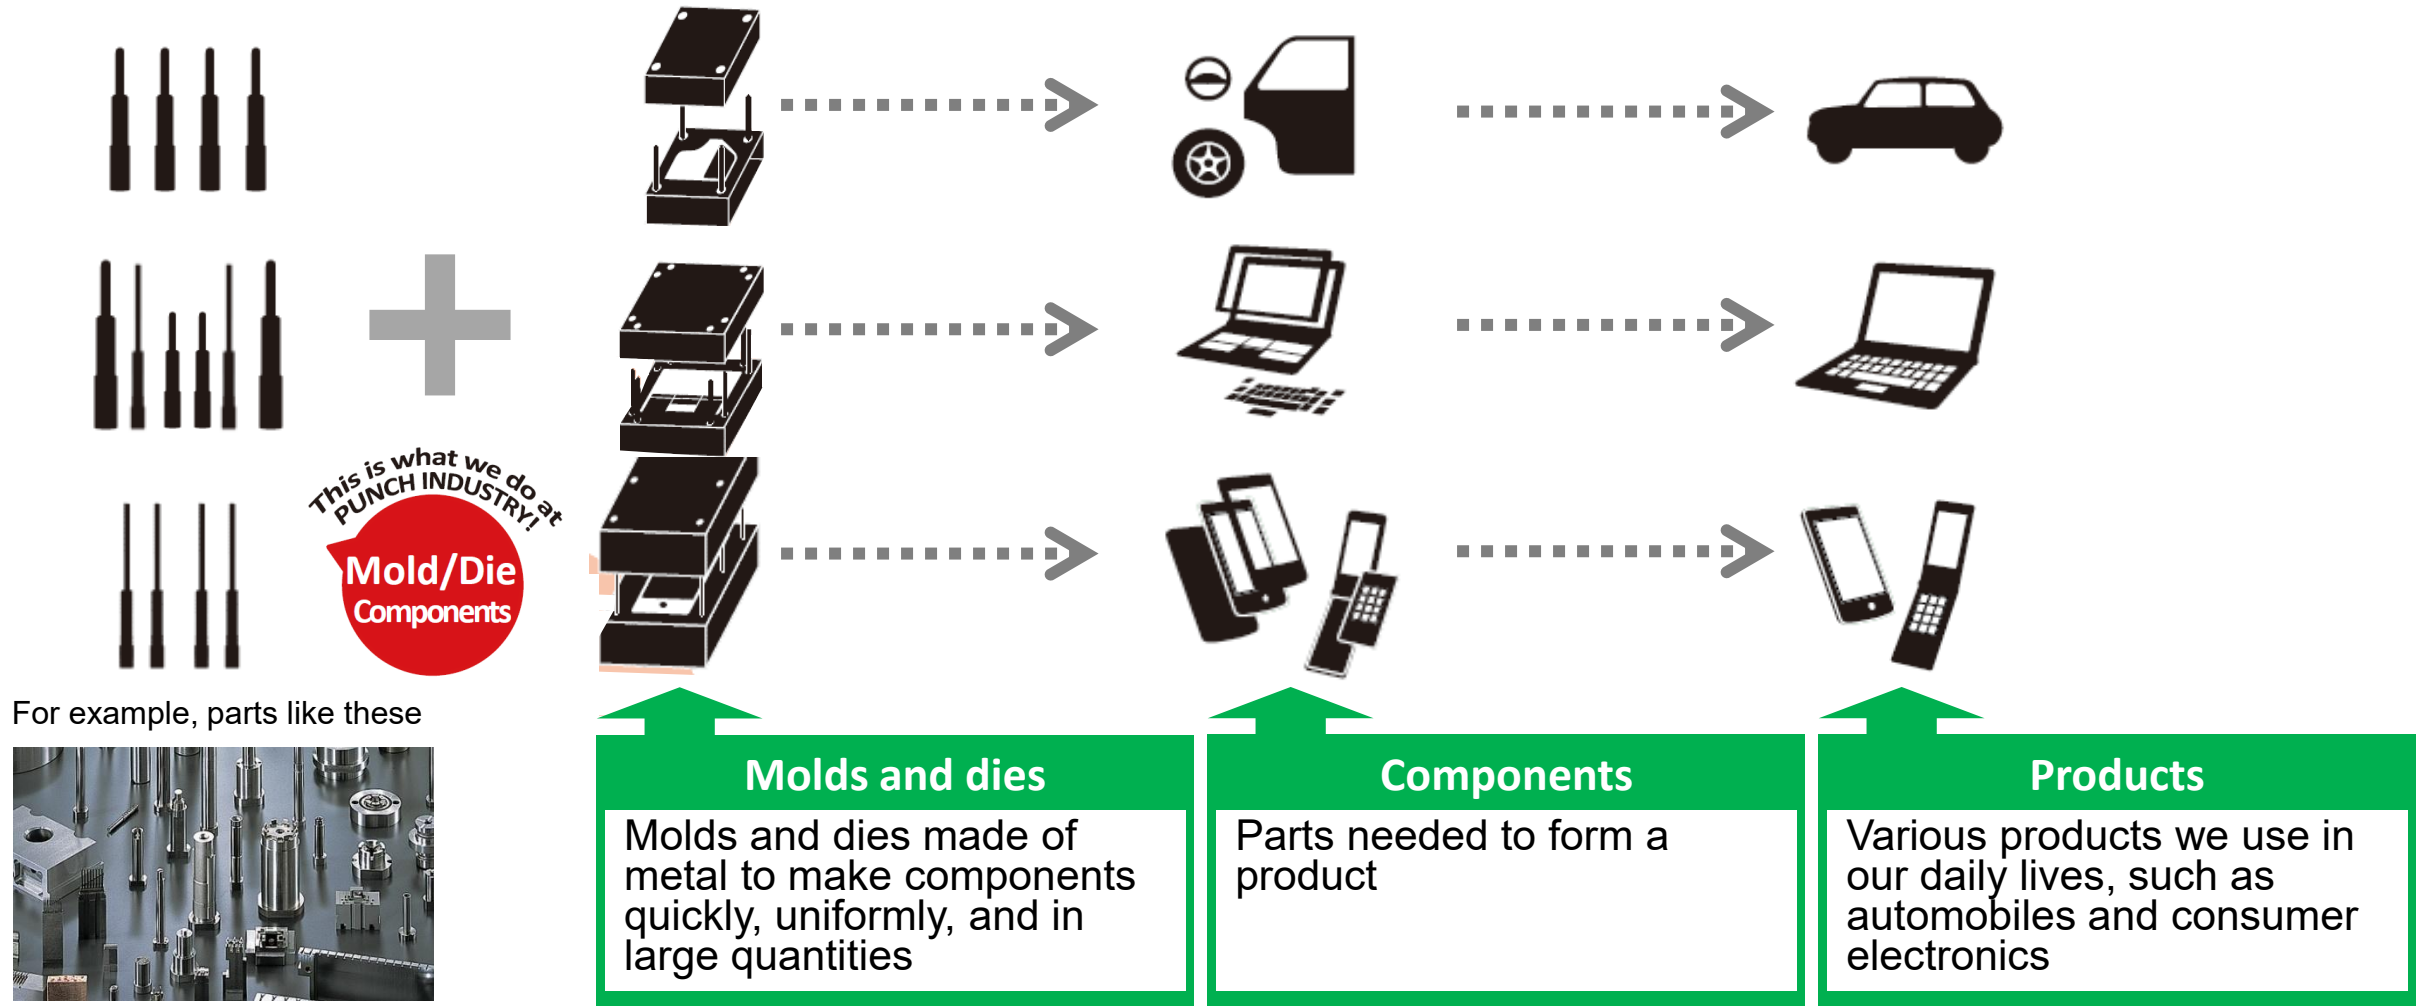 This is what we do at
PUNCH INDUSTRY!
Mold/Die
Components
For example, parts like these
Molds and dies
Molds and dies made of
metal to make components
quickly, uniformly, and in
large quantities
Components
Parts needed to form a
product
Products
Various products we use in
our daily lives, such as
automobiles and consumer
electronics